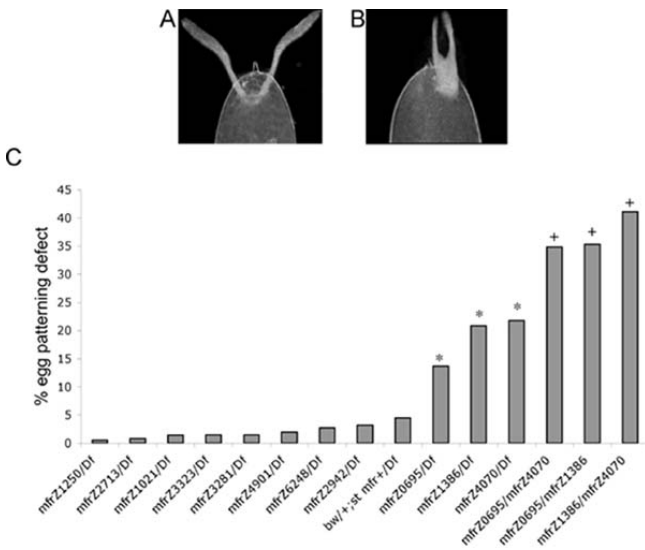 A
B
C
% egg patterning defect
45
40
35
30
25
20
15
10
5
0
*
*
*
+
+
+
mfrZ1250/Df
mfrZ2713/Df
mfrZ1021/Df
mfrZ3323/Df
mfrZ3281/Df
mfrZ4901/Df
mfrZ6248/Df
mfrZ2942/Df
bw/+;st mfr+/Df
mfrZ0695/Df
mfrZ1386/Df
mfrZ4070/Df
mfrZ0695/mfrZ4070
mfrZ0695/mfrZ1386
mfrZ1386/mfrZ4070